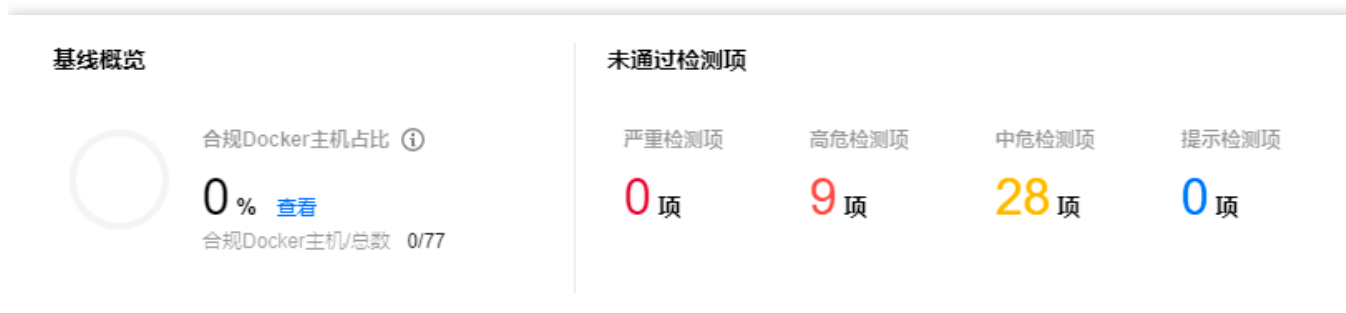 基线概览
合规Docker主机占比
0 % 查看
合规Docker主机/总数 0/77
未通过检测项
严重检测项 高危检测项 中危检测项 提示检测项
0 项 9 项 28 项 0 项